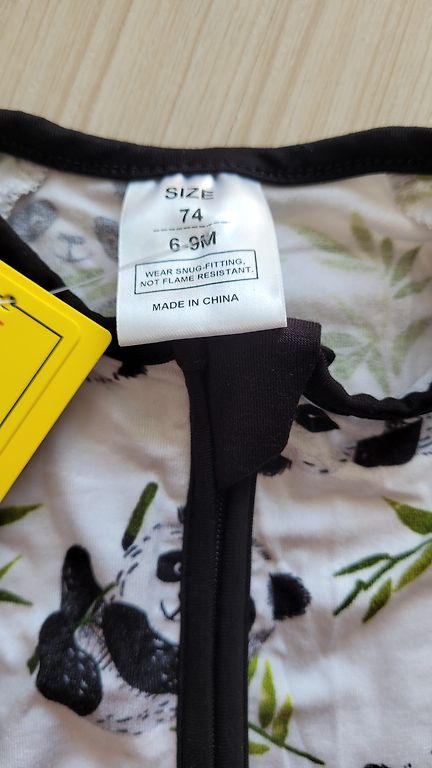 SIZE
74
6-9M
WEAR SNUG-FITTING,
NOT FLAME RESISTANT.
MADE IN CHINA